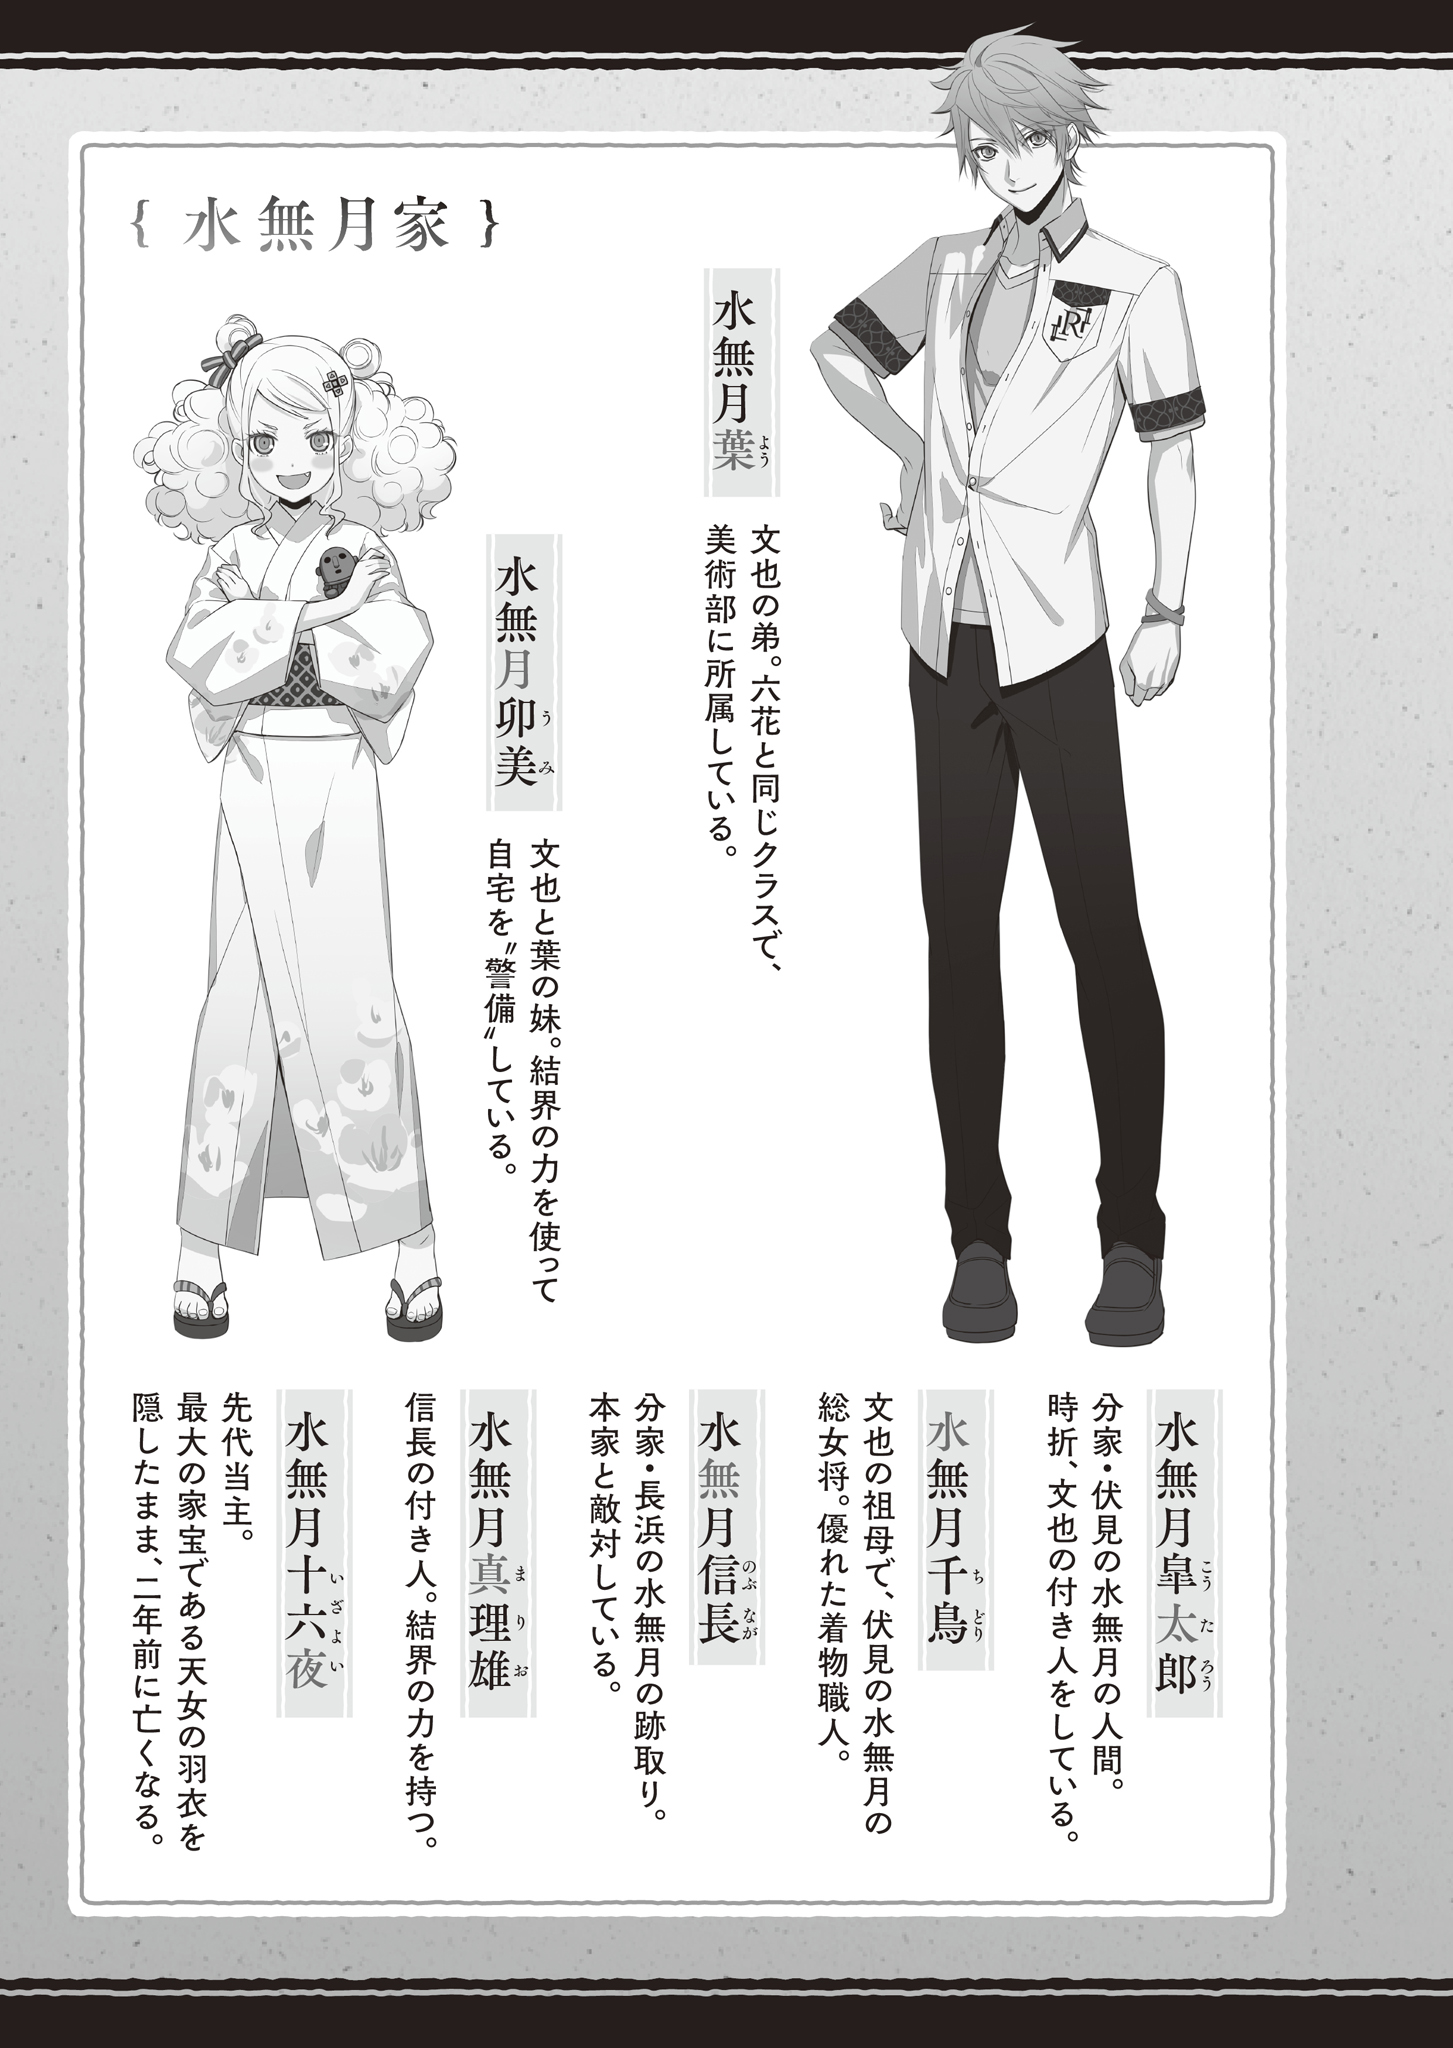 { 水無月家 }
水無月葉
よう
文也の弟。六花と同じクラスで、
美術部に所属している。
水無月卯美
うみ
文也と葉の妹。結界の力を使って
自宅を〝警備〟している。
水無月皐太郎
こうたろう
分家・伏見の水無月の人間。
時折、文也の付き人をしている。
水無月千鳥
ちどり
文也の祖母で、伏見の水無月の
総女将。優れた着物職人。
水無月信長
のぶなが
分家・長浜の水無月の跡取り。
本家と敵対している。
水無月真理雄
まりお
信長の付き人。結界の力を持つ。
水無月十六夜
いざよい
先代当主。
最大の家宝である天女の羽衣を
隠したまま、二年前に亡くなる。